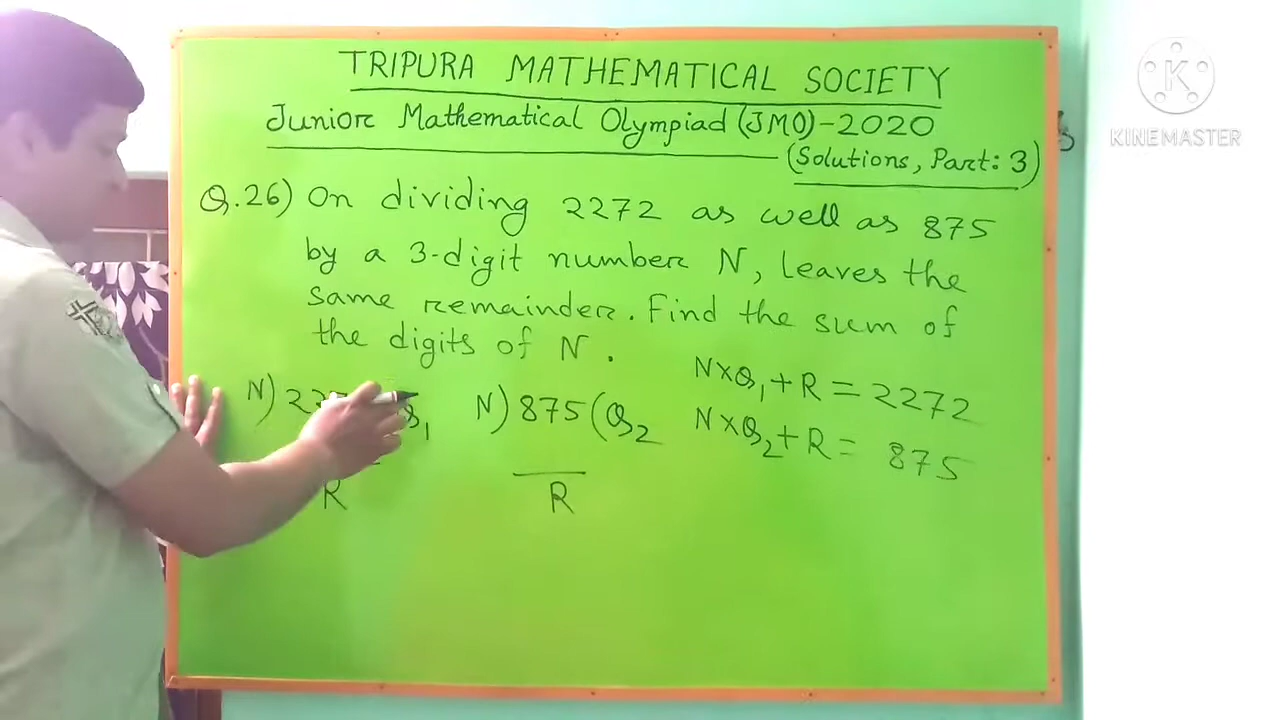 TRIPURA MATHEMATICAL SOCIETY
Junior Mathematical Olympiad (JMO)-2020
(Solutions, Part: 3)
Q.26) On dividing 2272 as well as 875
by a 3-digit number N, leaves the
same remainder. Find the sum of
the digits of N.
N) 227 Q₁ N) 875 (Q₂ N×Q₁+R = 2272
N×Q₂+R = 875
R R
K
KINEMASTER